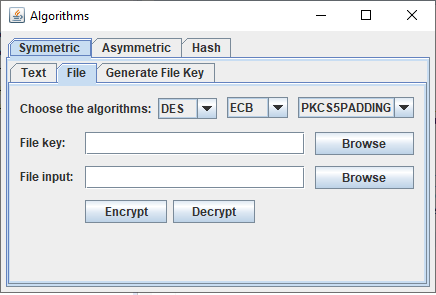 Algorithms
Symmetric Asymmetric Hash
Text File Generate File Key
Choose the algorithms: DES ECB PKCS5PADDING
File key: Browse
File input: Browse
Encrypt Decrypt